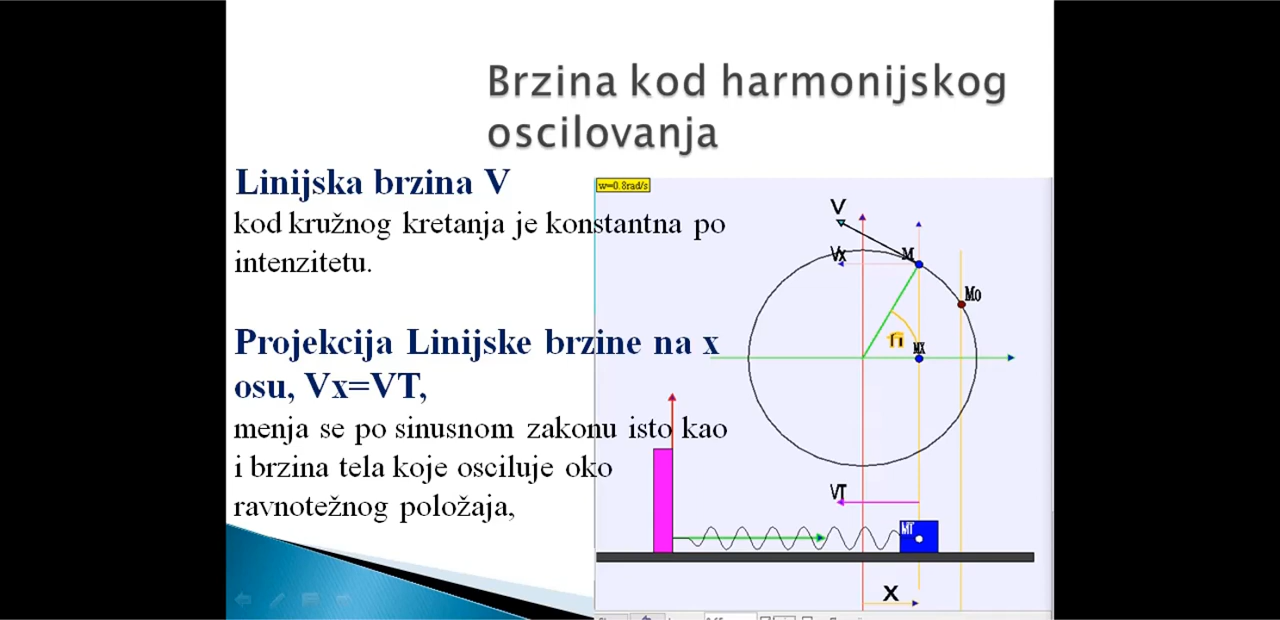 Brzina kod harmonijskog
oscilovanja
Linijska brzina V
kod kružnog kretanja je konstantna po
intenzitetu.
Projekcija Linijske brzine na x
osu, Vx=VT,
menja se po sinusnom zakonu isto kao
i brzina tela koje osciluje oko
ravnotežnog položaja,
w=0.8rad/s
V
Vx
M
M0
MX
VT
MT
X